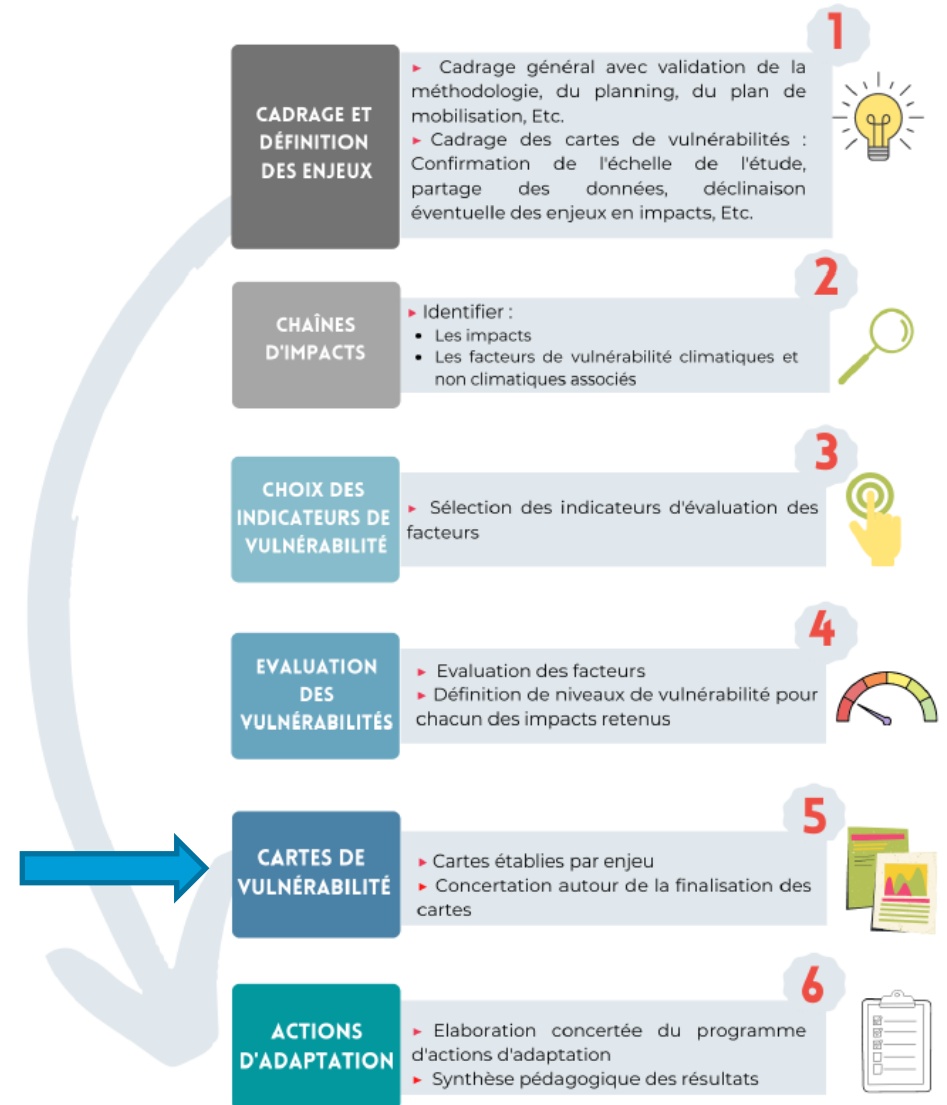 1
CADRAGE ET
DÉFINITION
DES ENJEUX
► Cadrage général avec validation de la
méthodologie, du planning, du plan de
mobilisation, Etc.
► Cadrage des cartes de vulnérabilités :
Confirmation de l'échelle de l'étude,
partage des données, déclinaison
éventuelle des enjeux en impacts, Etc.
2
CHAÎNES
D'IMPACTS
► Identifier :
• Les impacts
• Les facteurs de vulnérabilité climatiques et
non climatiques associés
3
CHOIX DES
INDICATEURS DE
VULNÉRABILITÉ
► Sélection des indicateurs d'évaluation des
facteurs
4
EVALUATION
DES
VULNÉRABILITÉS
► Evaluation des facteurs
► Définition de niveaux de vulnérabilité pour
chacun des impacts retenus
5
CARTES DE
VULNÉRABILITÉ
► Cartes établies par enjeu
► Concertation autour de la finalisation des
cartes
6
ACTIONS
D'ADAPTATION
► Elaboration concertée du programme
d'actions d'adaptation
► Synthèse pédagogique des résultats